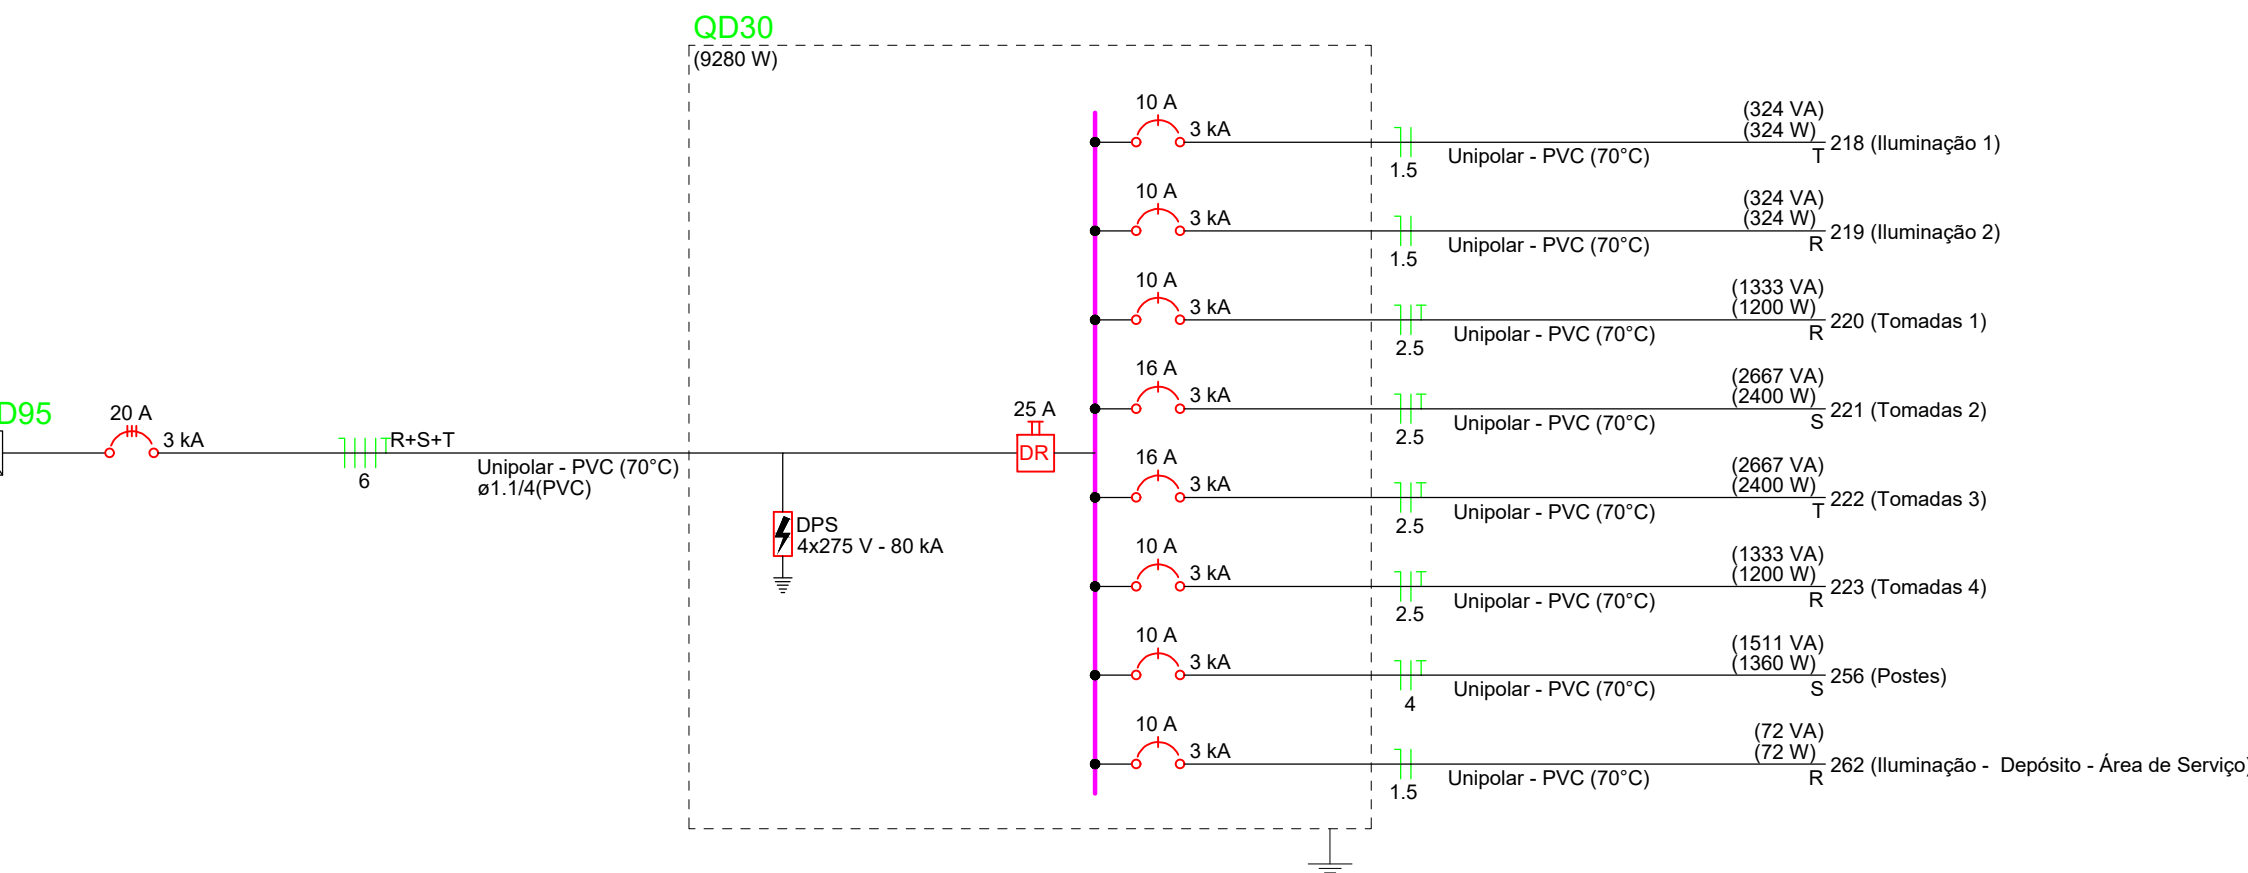 QD30
(9280 W)
10 A
3 kA
1.5
Unipolar - PVC (70°C)
(324 VA)
(324 W)
T
218 (Iluminação 1)
10 A
3 kA
1.5
Unipolar - PVC (70°C)
(324 VA)
(324 W)
R
219 (Iluminação 2)
10 A
3 kA
2.5
Unipolar - PVC (70°C)
(1333 VA)
(1200 W)
R
220 (Tomadas 1)
16 A
3 kA
2.5
Unipolar - PVC (70°C)
(2667 VA)
(2400 W)
S
221 (Tomadas 2)
D95
20 A
3 kA
R+S+T
6
Unipolar - PVC (70°C)
ø1.1/4(PVC)
25 A
DR
DPS
4x275 V - 80 kA
16 A
3 kA
2.5
Unipolar - PVC (70°C)
(2667 VA)
(2400 W)
T
222 (Tomadas 3)
10 A
3 kA
2.5
Unipolar - PVC (70°C)
(1333 VA)
(1200 W)
R
223 (Tomadas 4)
10 A
3 kA
4
Unipolar - PVC (70°C)
(1511 VA)
(1360 W)
S
256 (Postes)
10 A
3 kA
1.5
Unipolar - PVC (70°C)
(72 VA)
(72 W)
R
262 (Iluminação - Depósito - Área de Serviço)